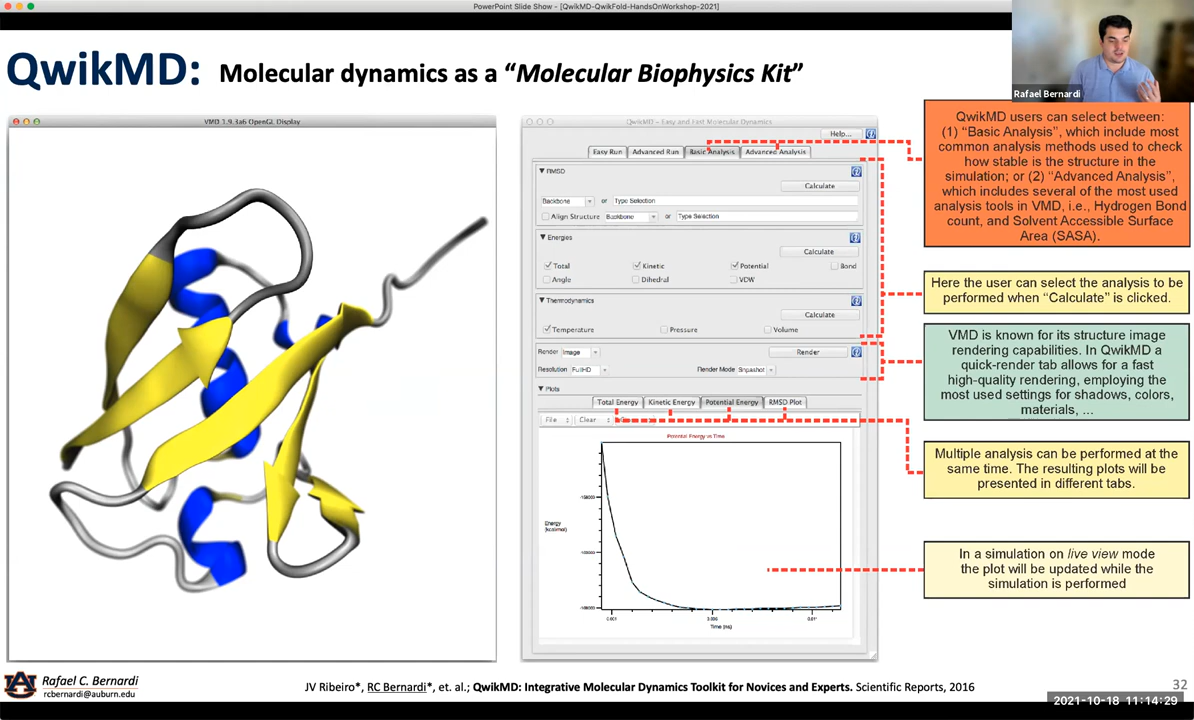 PowerPoint Slide Show - [QwikMD-QwikFold-HandsOnWorkshop-2021]
Rafael Bernardi
QwikMD: Molecular dynamics as a “Molecular Biophysics Kit”
VMD 1.9.3a6 OpenGL Display
QwikMD - Easy and Fast Molecular Dynamics
Help...
Easy Run Advanced Run Basic Analysis Advanced Analysis
RMSD
Calculate
Backbone or Type Selection
Align Structure Backbone or Type Selection
Energies
Calculate
Total Kinetic Potential Bond
Angle Dihedral VDW
Thermodynamics
Calculate
Temperature Pressure Volume
Render Image Render
Resolution FullHD Render Mode Snpashot
Plots
Total Energy Kinetic Energy Potential Energy RMSD Plot
File Clear
Potential Energy vs Time
Energy
(kcal/mol)
0.001
Time (ns)
QwikMD users can select between:
(1) “Basic Analysis”, which include most
common analysis methods used to check
how stable is the structure in the
simulation; or (2) “Advanced Analysis”,
which includes several of the most used
analysis tools in VMD, i.e., Hydrogen Bond
count, and Solvent Accessible Surface
Area (SASA).
Here the user can select the analysis to be
performed when “Calculate” is clicked.
VMD is known for its structure image
rendering capabilities. In QwikMD a
quick-render tab allows for a fast
high-quality rendering, employing the
most used settings for shadows, colors,
materials, ...
Multiple analysis can be performed at the
same time. The resulting plots will be
presented in different tabs.
In a simulation on live view mode
the plot will be updated while the
simulation is performed
Rafael C. Bernardi
rcbernardi@auburn.edu
JV Ribeiro*, RC Bernardi*, et. al.; QwikMD: Integrative Molecular Dynamics Toolkit for Novices and Experts. Scientific Reports, 2016
32
2021-10-18 11:14:29